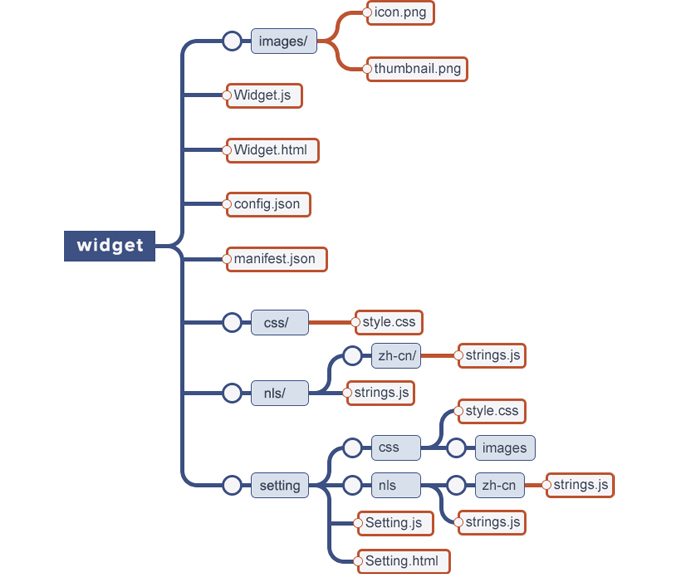 icon.png
images/
thumbnail.png
Widget.js
Widget.html
config.json
widget
manifest.json
css/
style.css
zh-cn/
strings.js
nls/
strings.js
style.css
css
images
setting
nls
zh-cn
strings.js
Setting.js
strings.js
Setting.html